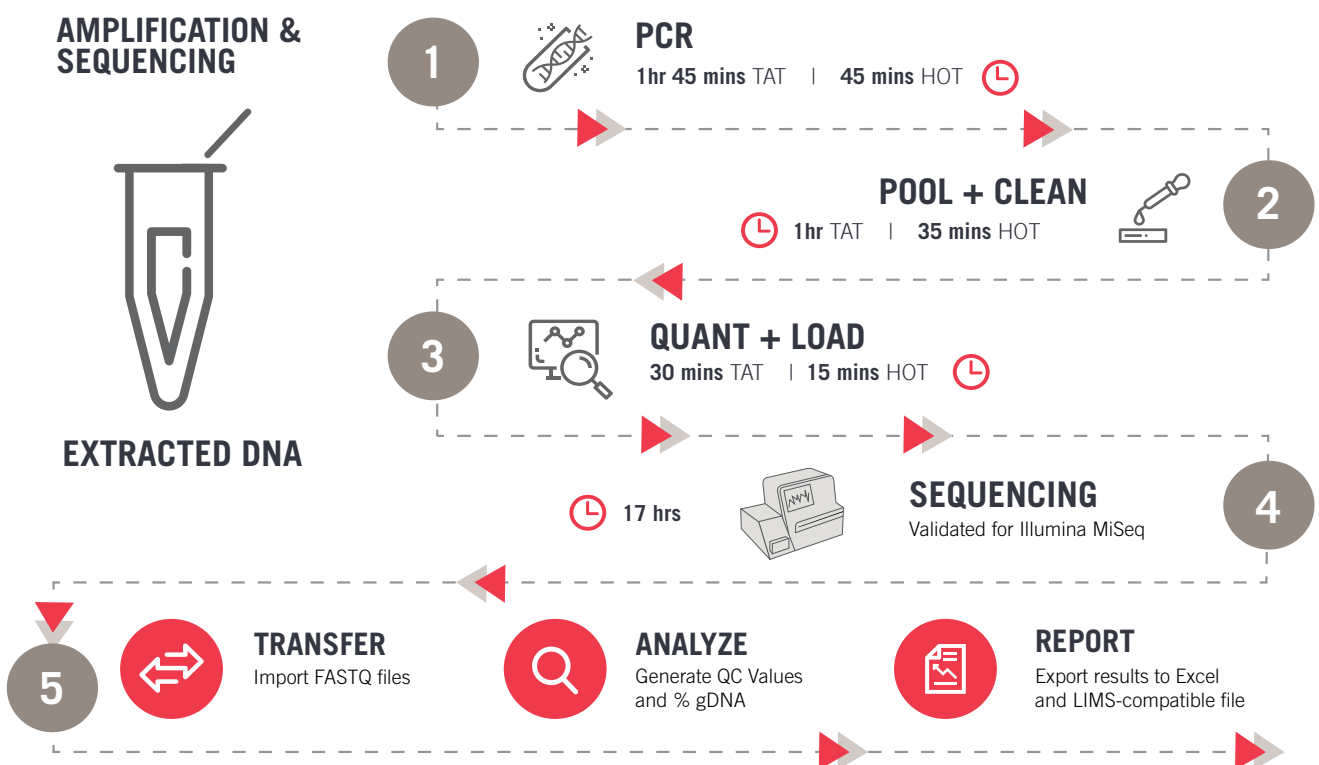 AMPLIFICATION &
SEQUENCING
EXTRACTED DNA
1
PCR
1hr 45 mins TAT | 45 mins HOT
2
POOL + CLEAN
1hr TAT | 35 mins HOT
3
QUANT + LOAD
30 mins TAT | 15 mins HOT
4
SEQUENCING
Validated for Illumina MiSeq
17 hrs
5
TRANSFER
Import FASTQ files
ANALYZE
Generate QC Values
and % gDNA
REPORT
Export results to Excel
and LIMS-compatible file